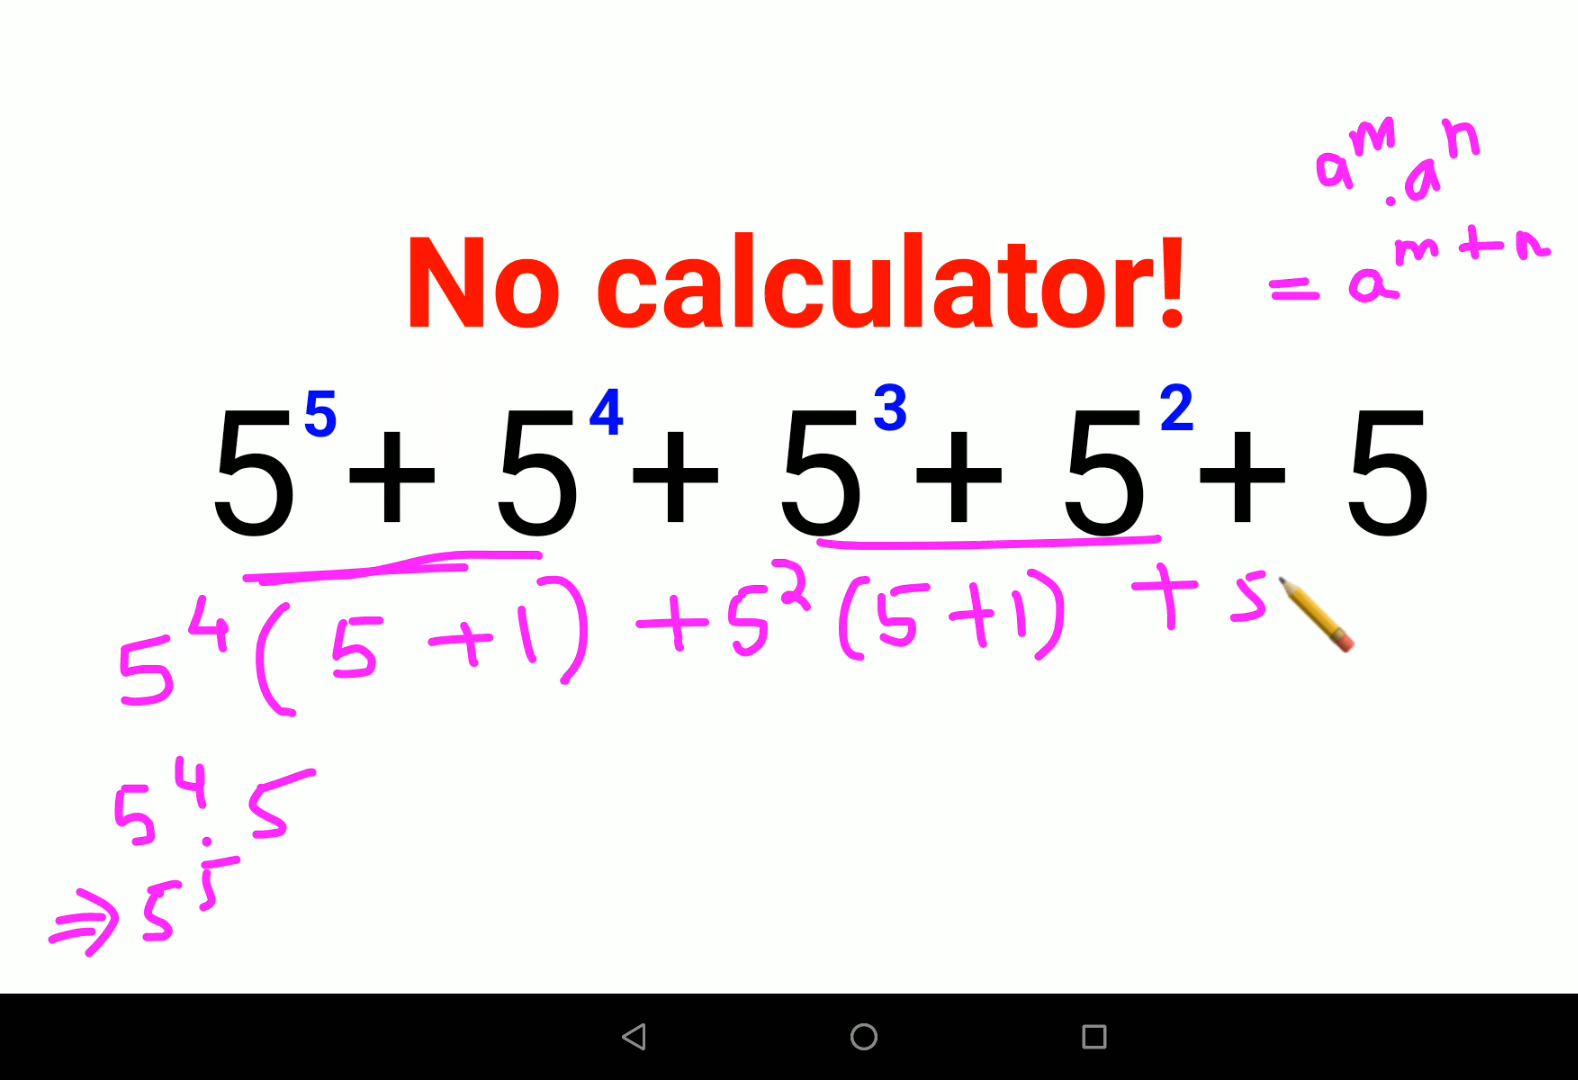 a^m . a^n
= a^{m+n}
No calculator!
5^5 + 5^4 + 5^3 + 5^2 + 5
5^4 (5+1) + 5^2 (5+1) + 5
5^4 . 5
⇒ 5^5